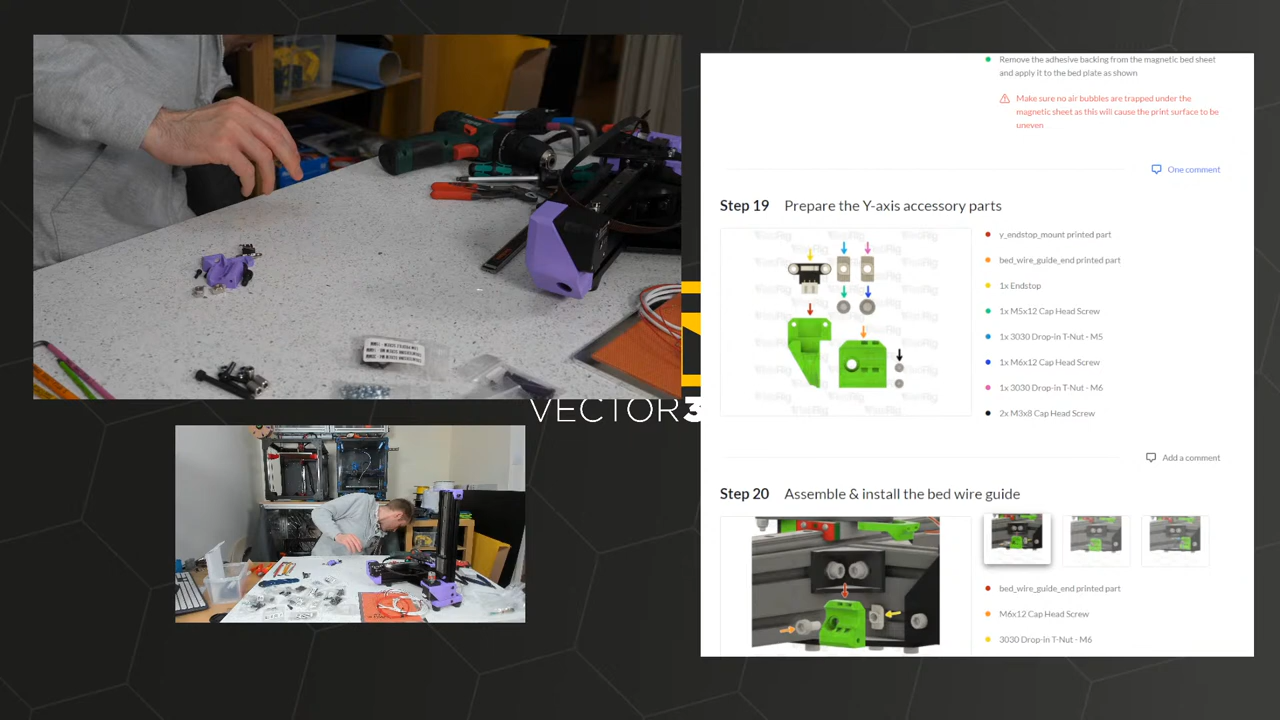 Remove the adhesive backing from the magnetic bed sheet
and apply it to the bed plate as shown
Make sure no air bubbles are trapped under the
magnetic sheet as this will cause the print surface to be
uneven
One comment
Step 19 Prepare the Y-axis accessory parts
y_endstop_mount printed part
bed_wire_guide_end printed part
1x Endstop
1x M5x12 Cap Head Screw
1x 3030 Drop-in T-Nut - M5
1x M6x12 Cap Head Screw
1x 3030 Drop-in T-Nut - M6
2x M3x8 Cap Head Screw
Add a comment
Step 20 Assemble & install the bed wire guide
bed_wire_guide_end printed part
M6x12 Cap Head Screw
3030 Drop-in T-Nut - M6
VECTOR3